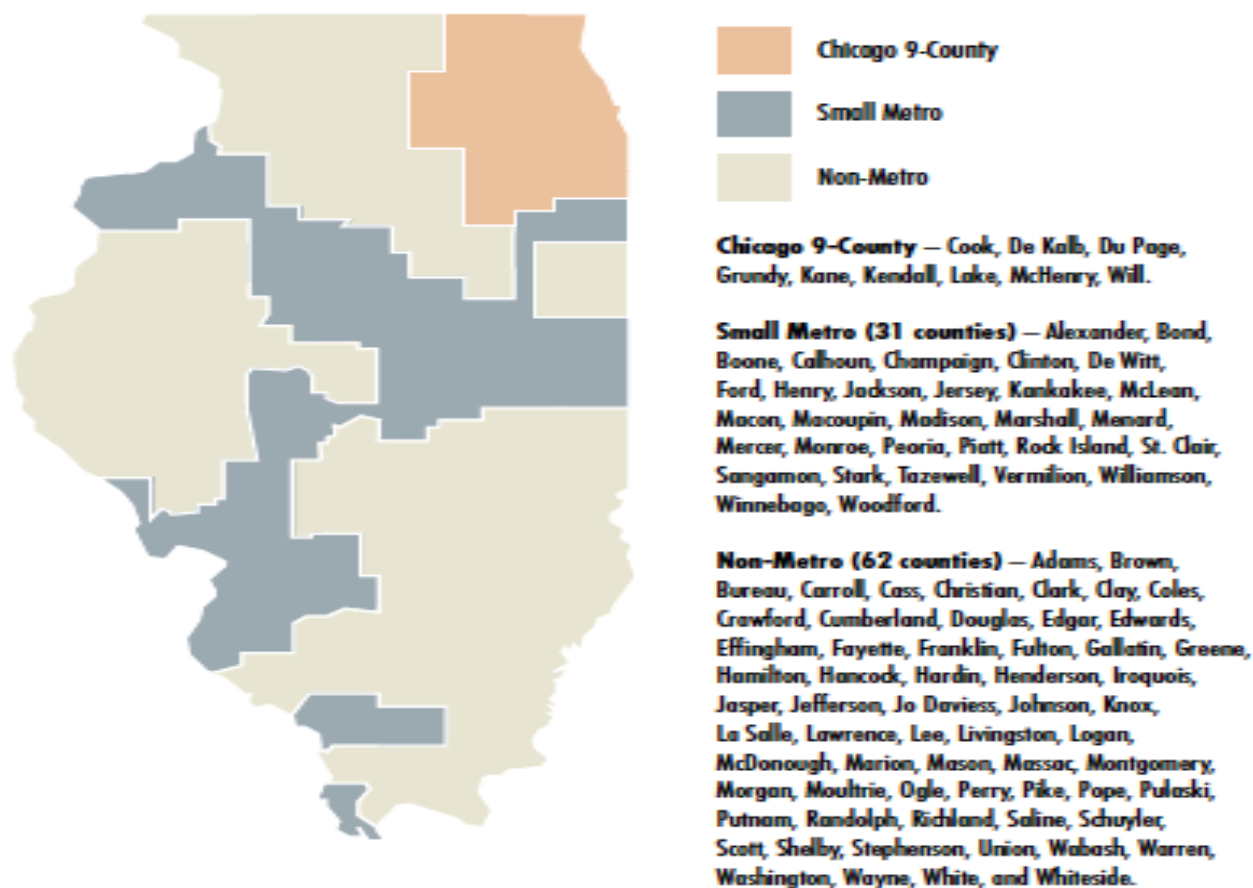 Chicago 9-County
Small Metro
Non-Metro
Chicago 9-County – Cook, De Kalb, Du Page,
Grundy, Kane, Kendall, Lake, McHenry, Will.
Small Metro (31 counties) – Alexander, Bond,
Boone, Calhoun, Champaign, Clinton, De Witt,
Ford, Henry, Jackson, Jersey, Kankakee, McLean,
Macon, Macoupin, Madison, Marshall, Menard,
Mercer, Monroe, Peoria, Piatt, Rock Island, St. Clair,
Sangamon, Stark, Tazewell, Vermilion, Williamson,
Winnebago, Woodford.
Non-Metro (62 counties) – Adams, Brown,
Bureau, Carroll, Cass, Christian, Clark, Clay, Coles,
Crawford, Cumberland, Douglas, Edgar, Edwards,
Effingham, Fayette, Franklin, Fulton, Gallatin, Greene,
Hamilton, Hancock, Hardin, Henderson, Iroquois,
Jasper, Jefferson, Jo Daviess, Johnson, Knox,
La Salle, Lawrence, Lee, Livingston, Logan,
McDonough, Marion, Mason, Massac, Montgomery,
Morgan, Moultrie, Ogle, Perry, Pike, Pope, Pulaski,
Putnam, Randolph, Richland, Saline, Schuyler,
Scott, Shelby, Stephenson, Union, Wabash, Warren,
Washington, Wayne, White, and Whiteside.